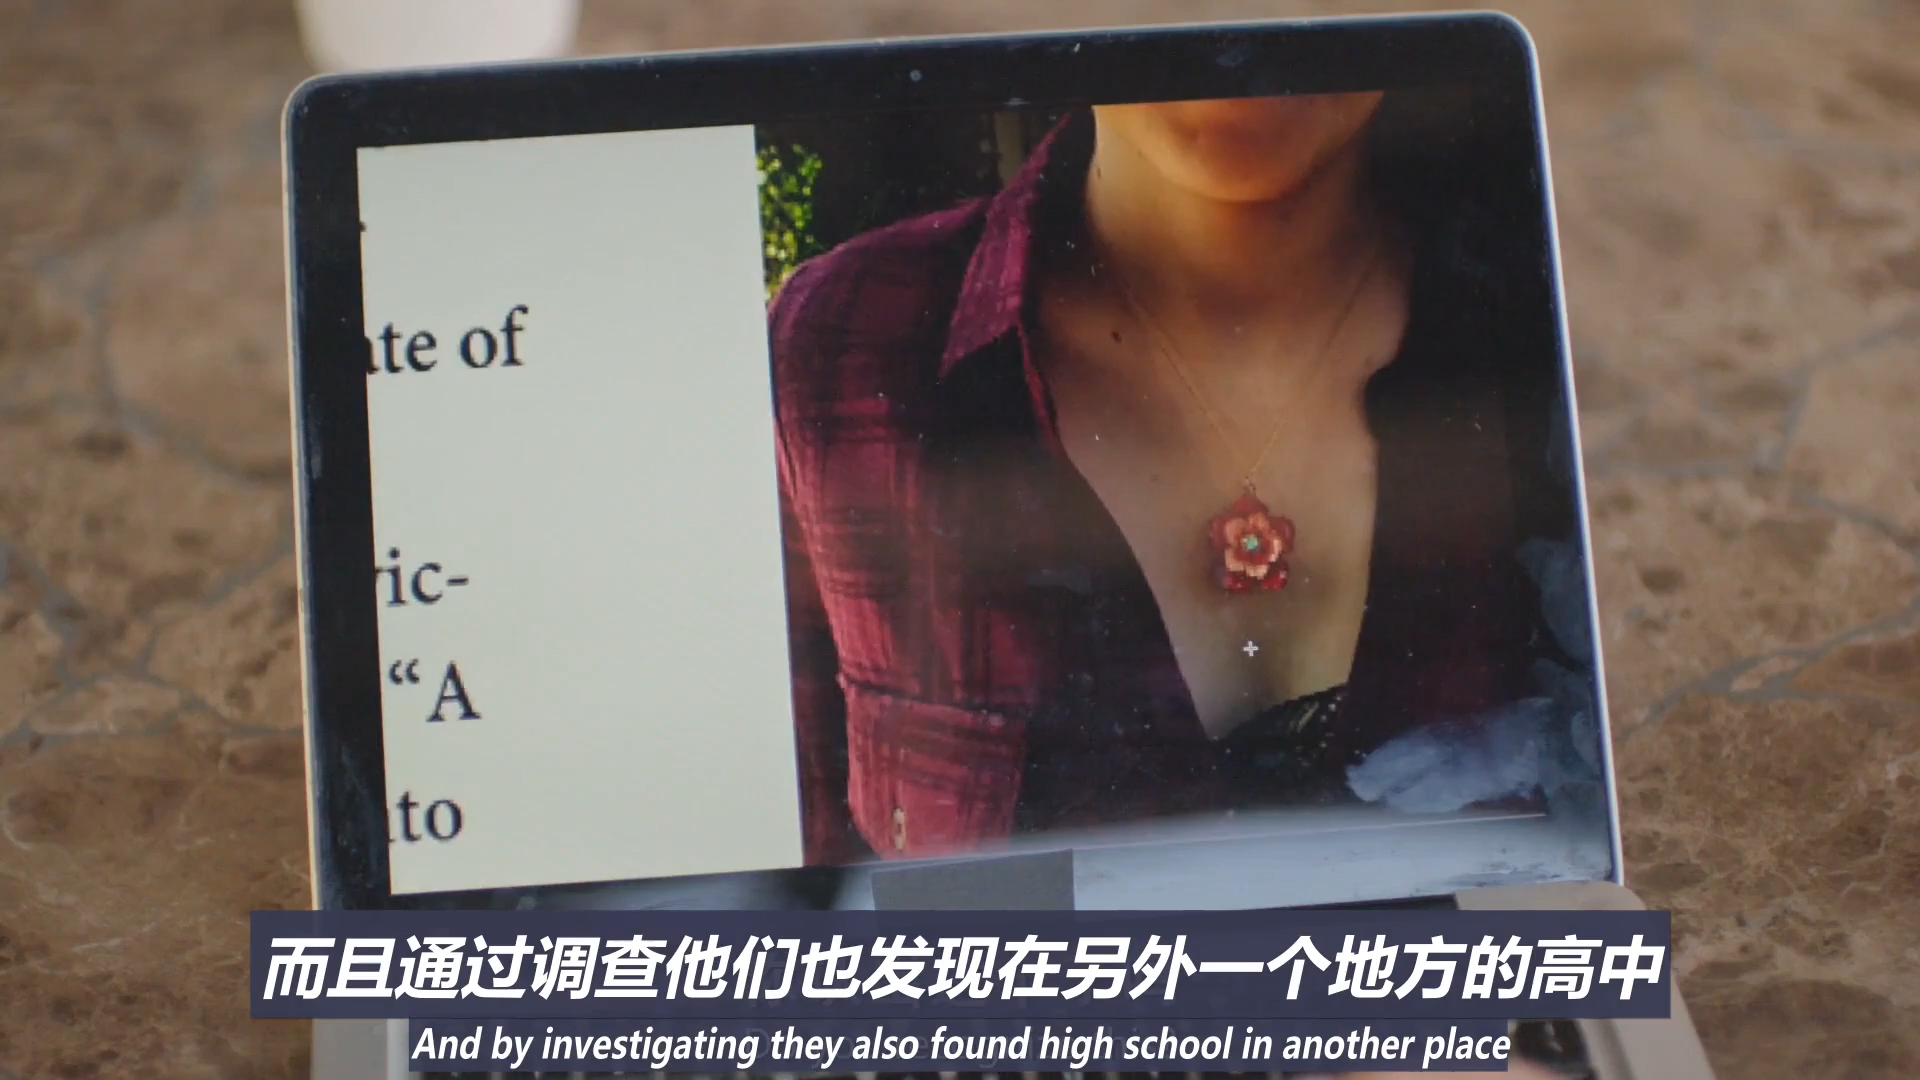 ate of
ric-
“A
ato
而且通过调查他们也发现在另外一个地方的高中
And by investigating they also found high school in another place